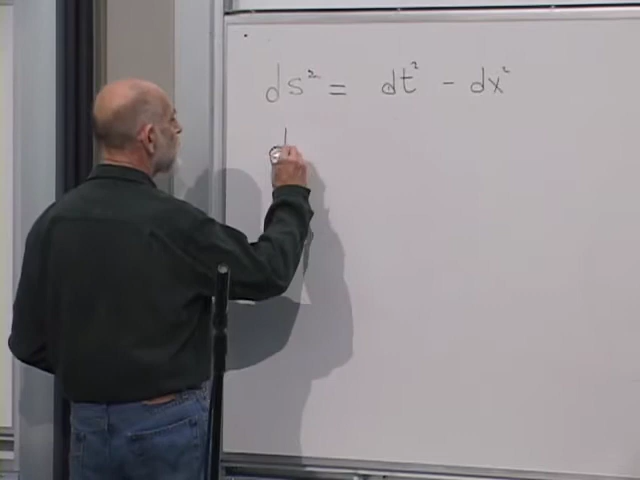 ds² = dt² - dx²
d